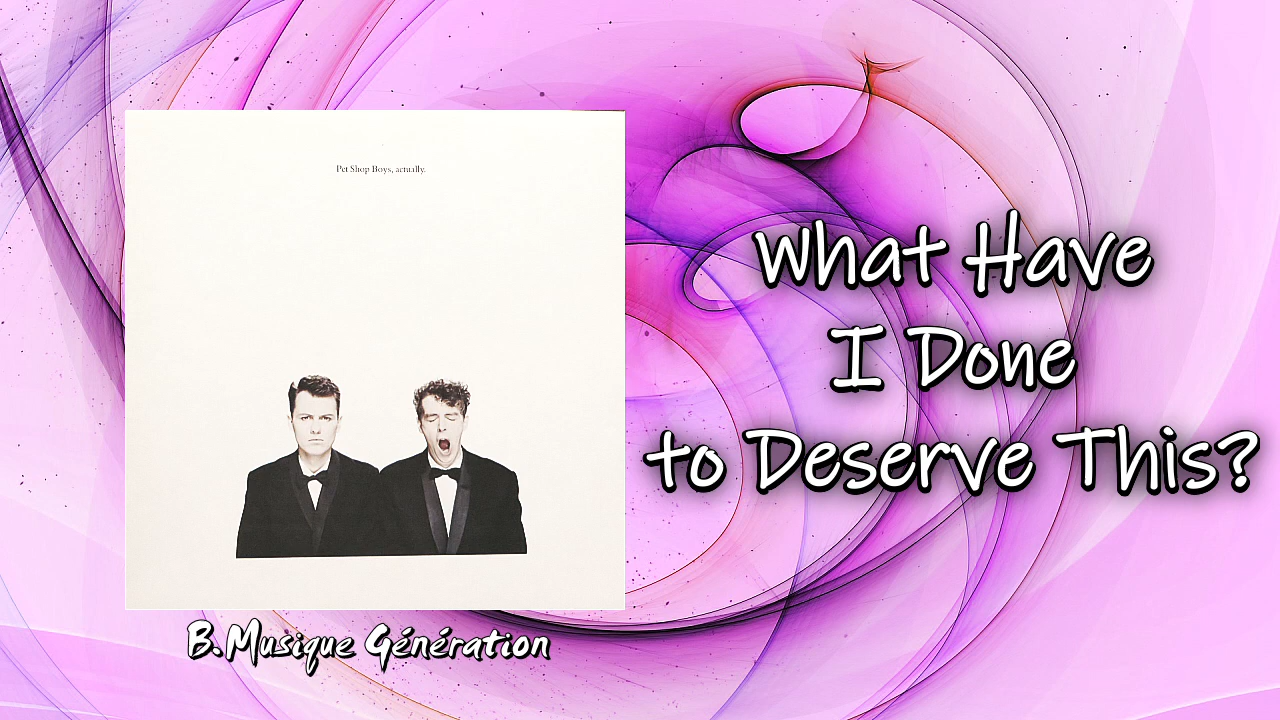 Pet Shop Boys, actually.
What Have
I Done
to Deserve This?
B.Musique Génération